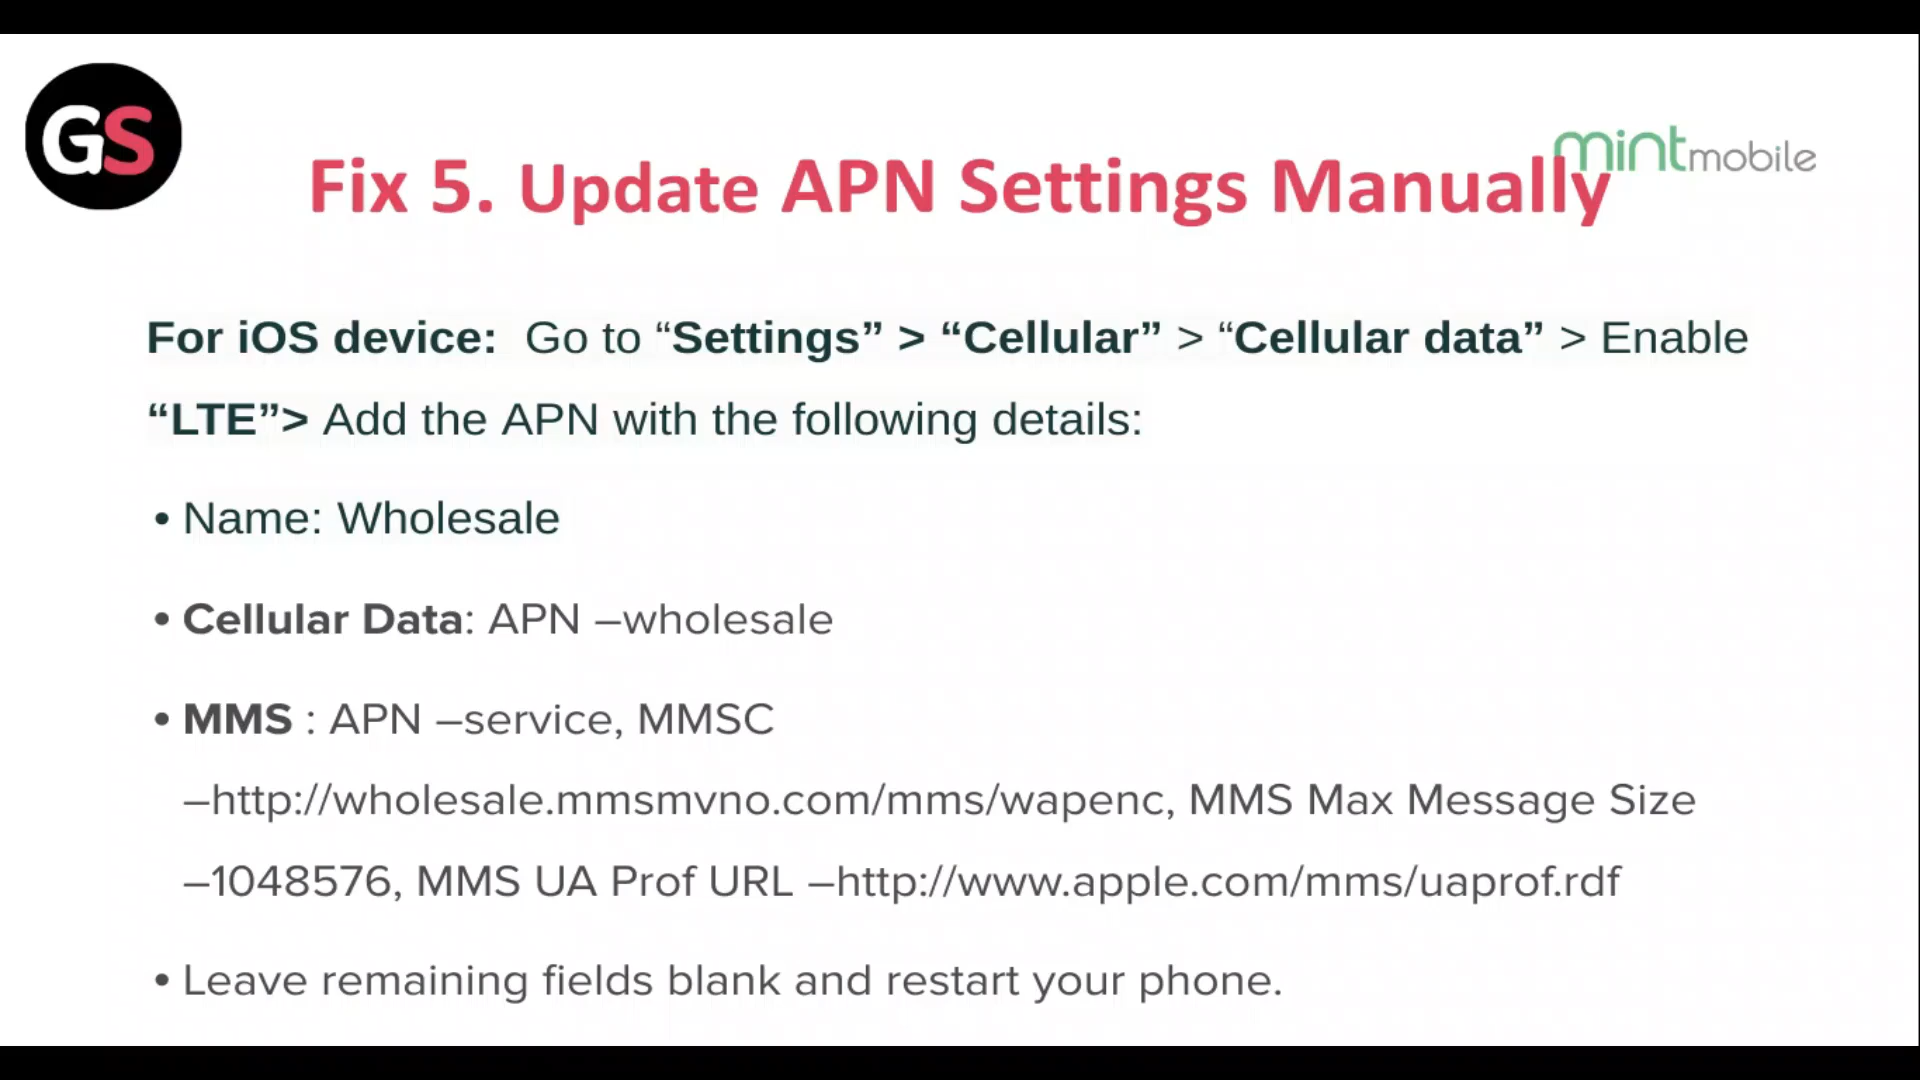 GS
mintmobile
Fix 5. Update APN Settings Manually
For iOS device:  Go to “Settings” > “Cellular” > “Cellular data” > Enable
“LTE”> Add the APN with the following details:
• Name: Wholesale
• Cellular Data: APN –wholesale
• MMS : APN –service, MMSC
–http://wholesale.mmsmvno.com/mms/wapenc, MMS Max Message Size
–1048576, MMS UA Prof URL –http://www.apple.com/mms/uaprof.rdf
• Leave remaining fields blank and restart your phone.